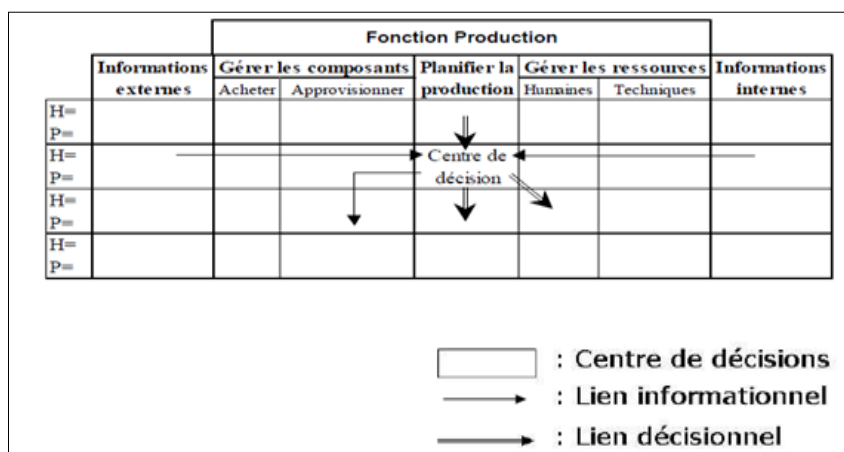 Fonction Production
Informations Gérer les composants Planifier la Gérer les ressources Informations
externes Acheter Approvisionner production Humaines Techniques internes
H=
P=
H= Centre de
P= décision
H=
P=
H=
P=
: Centre de décisions
: Lien informationnel
: Lien décisionnel